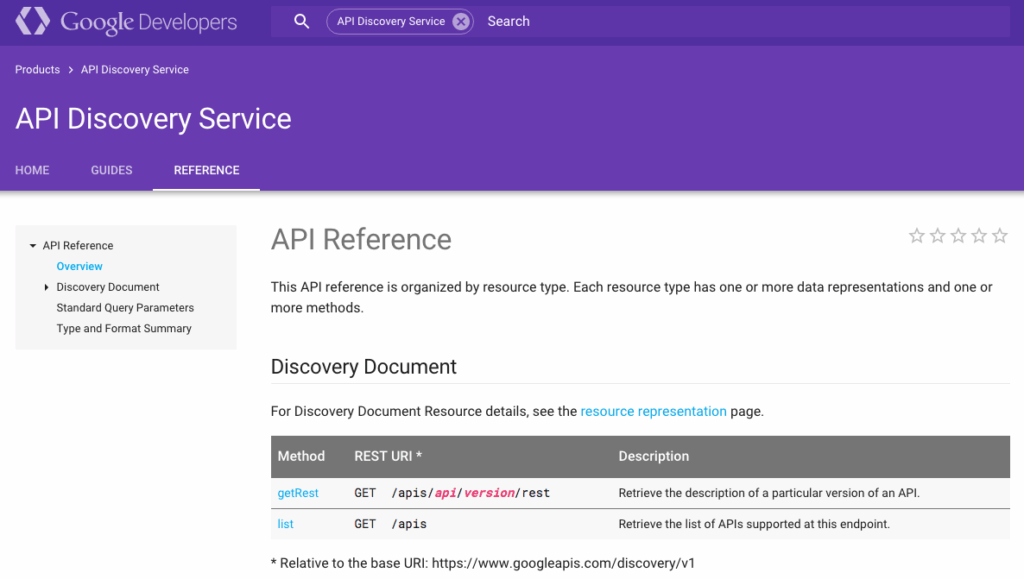 Google Developers
API Discovery Service
Search
Products > API Discovery Service
API Discovery Service
HOME GUIDES REFERENCE
API Reference
Overview
Discovery Document
Standard Query Parameters
Type and Format Summary
API Reference
This API reference is organized by resource type. Each resource type has one or more data representations and one or
more methods.
Discovery Document
For Discovery Document Resource details, see the resource representation page.
Method REST URI * Description
getRest GET /apis/api/version/rest Retrieve the description of a particular version of an API.
list GET /apis Retrieve the list of APIs supported at this endpoint.
* Relative to the base URI: https://www.googleapis.com/discovery/v1